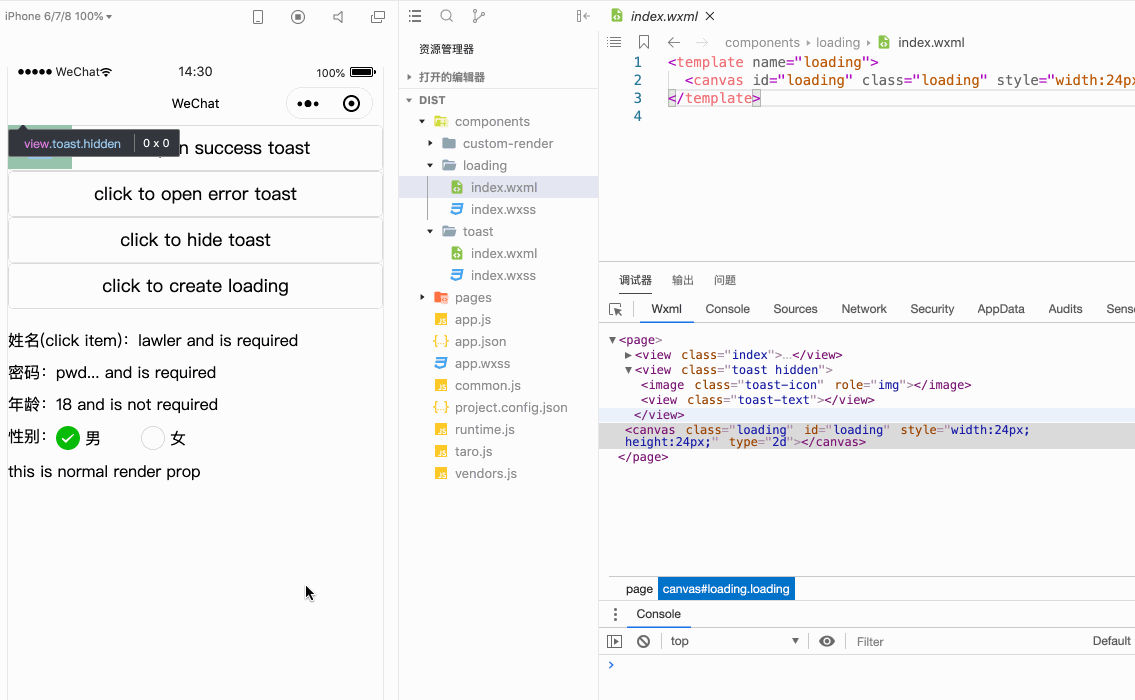 iPhone 6/7/8 100%
WeChat
14:30
100%
WeChat
view.toast.hidden
0 x 0
n success toast
click to open error toast
click to hide toast
click to create loading
姓名(click item)：lawler and is required
密码：pwd... and is required
年龄：18 and is not required
性别：
男
女
this is normal render prop
资源管理器
打开的编辑器
DIST
components
custom-render
loading
index.wxml
index.wxss
toast
index.wxml
index.wxss
pages
app.js
app.json
app.wxss
common.js
project.config.json
runtime.js
taro.js
vendors.js
index.wxml
components
loading
index.wxml
1 <template name="loading">
2 <canvas id="loading" class="loading" style="width:24px
3 </template>
4
调试器
输出
问题
Wxml
Console
Sources
Network
Security
AppData
Audits
Sens
<page>
<view class="index">…</view>
<view class="toast hidden">
<image class="toast-icon" role="img"></image>
<view class="toast-text"></view>
</view>
<canvas class="loading" id="loading" style="width:24px;
height:24px;" type="2d"></canvas>
</page>
page
canvas#loading.loading
Console
top
Filter
Default